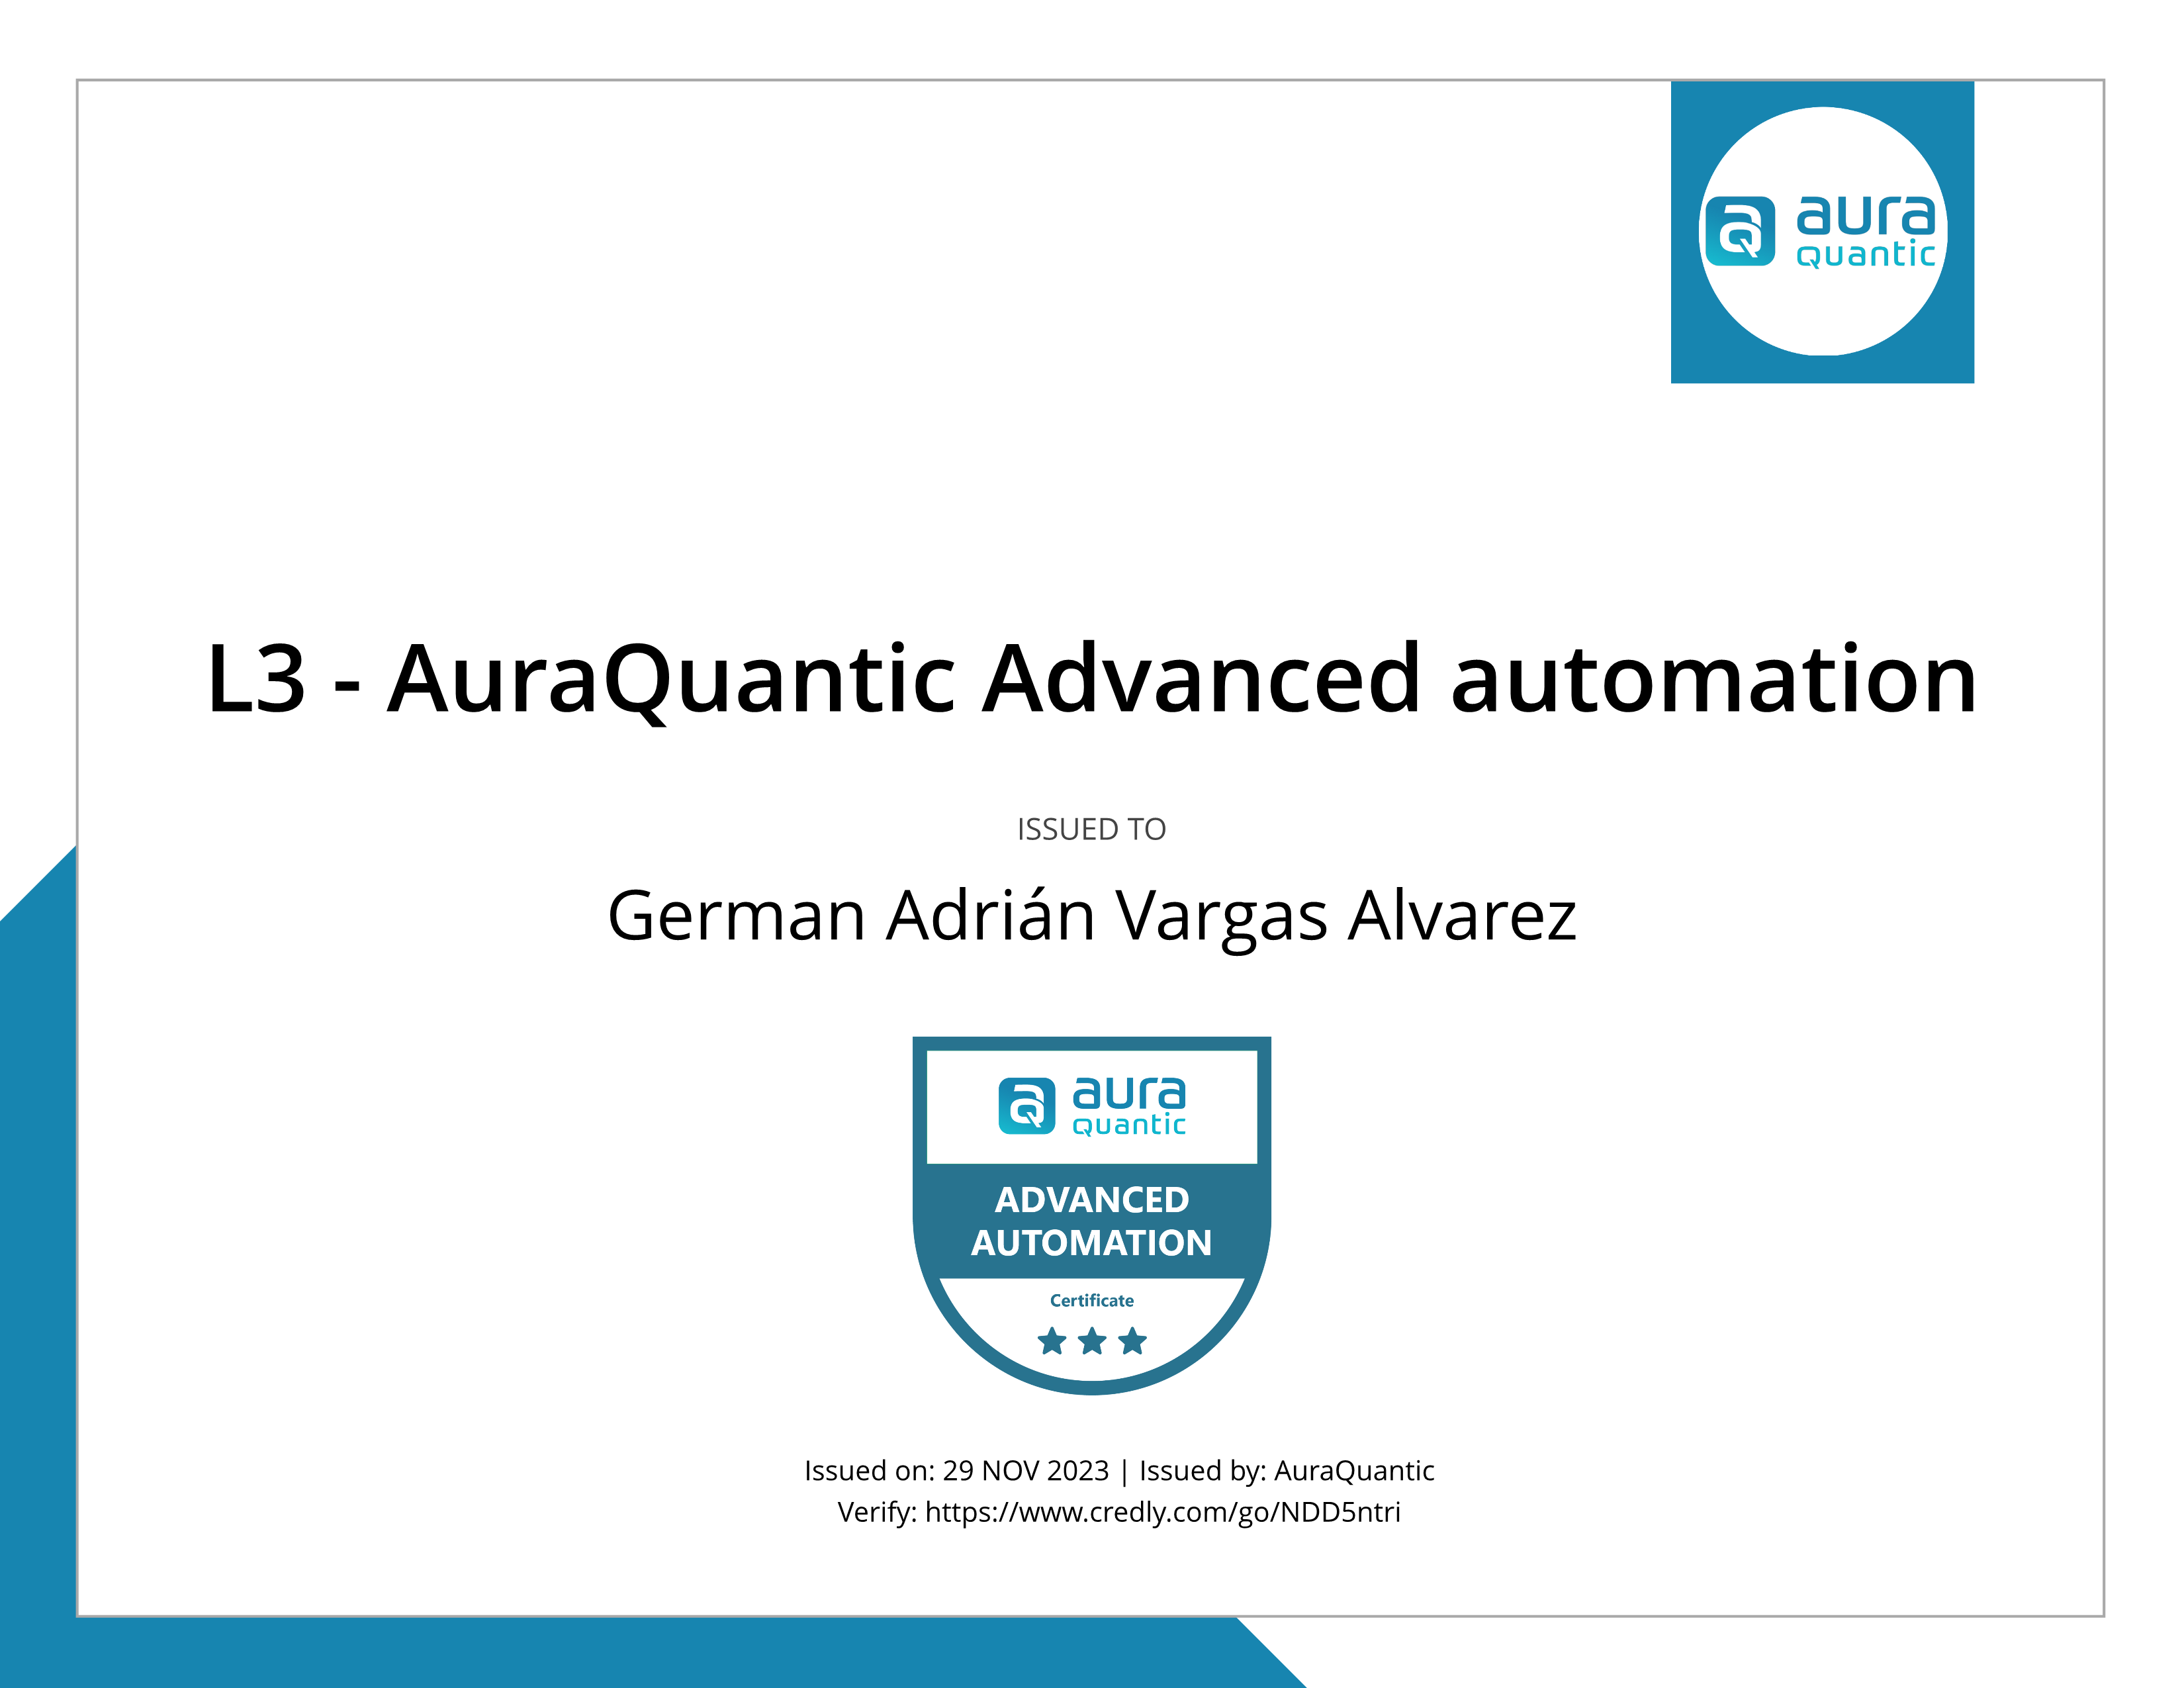 aura
quantic
L3 - AuraQuantic Advanced automation
ISSUED TO
German Adrián Vargas Alvarez
aura
quantic
ADVANCED
AUTOMATION
Certificate
Issued on: 29 NOV 2023 | Issued by: AuraQuantic
Verify: https://www.credly.com/go/NDD5ntri